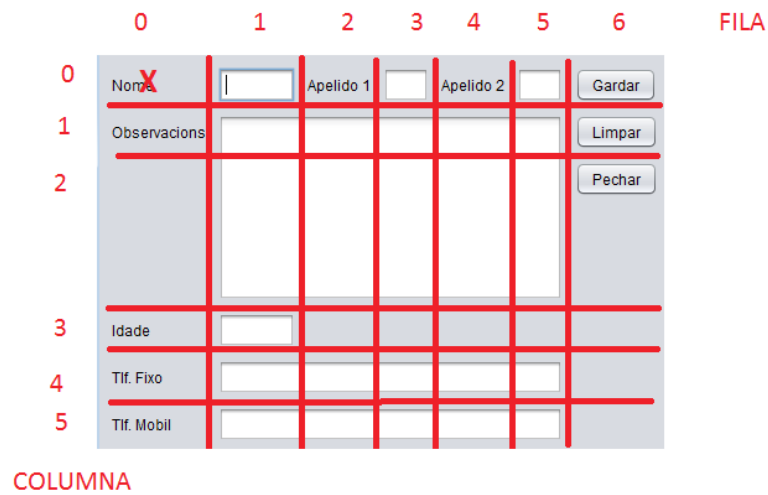 0 1 2 3 4 5 6 FILA
0 Nome X Apelido 1 Apelido 2 Gardar
1 Observacions Limpar
2 Pechar
3 Idade
4 Tlf. Fixo
5 Tlf. Mobil
COLUMNA